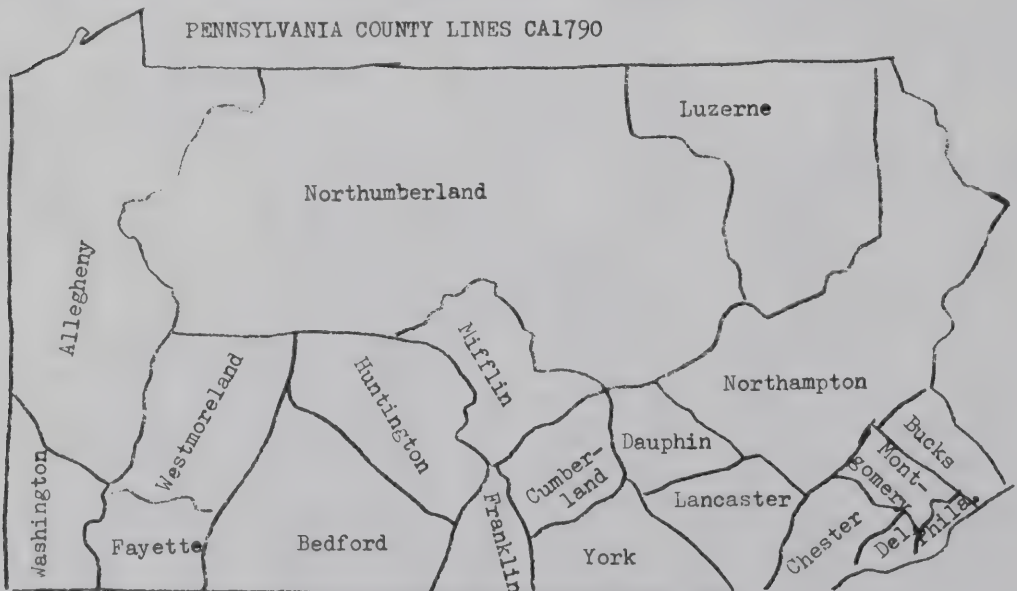 PENNSYLVANIA COUNTY LINES CA1790
Luzerne
Northumberland
Allegheny
Mifflin
Westmoreland
Huntington
Northampton
Bucks
Mont-
gomery
Dauphin
Washington
Cumber-
land
Lancaster
Franklin
Chester
Del
Phila
Fayette
Bedford
York